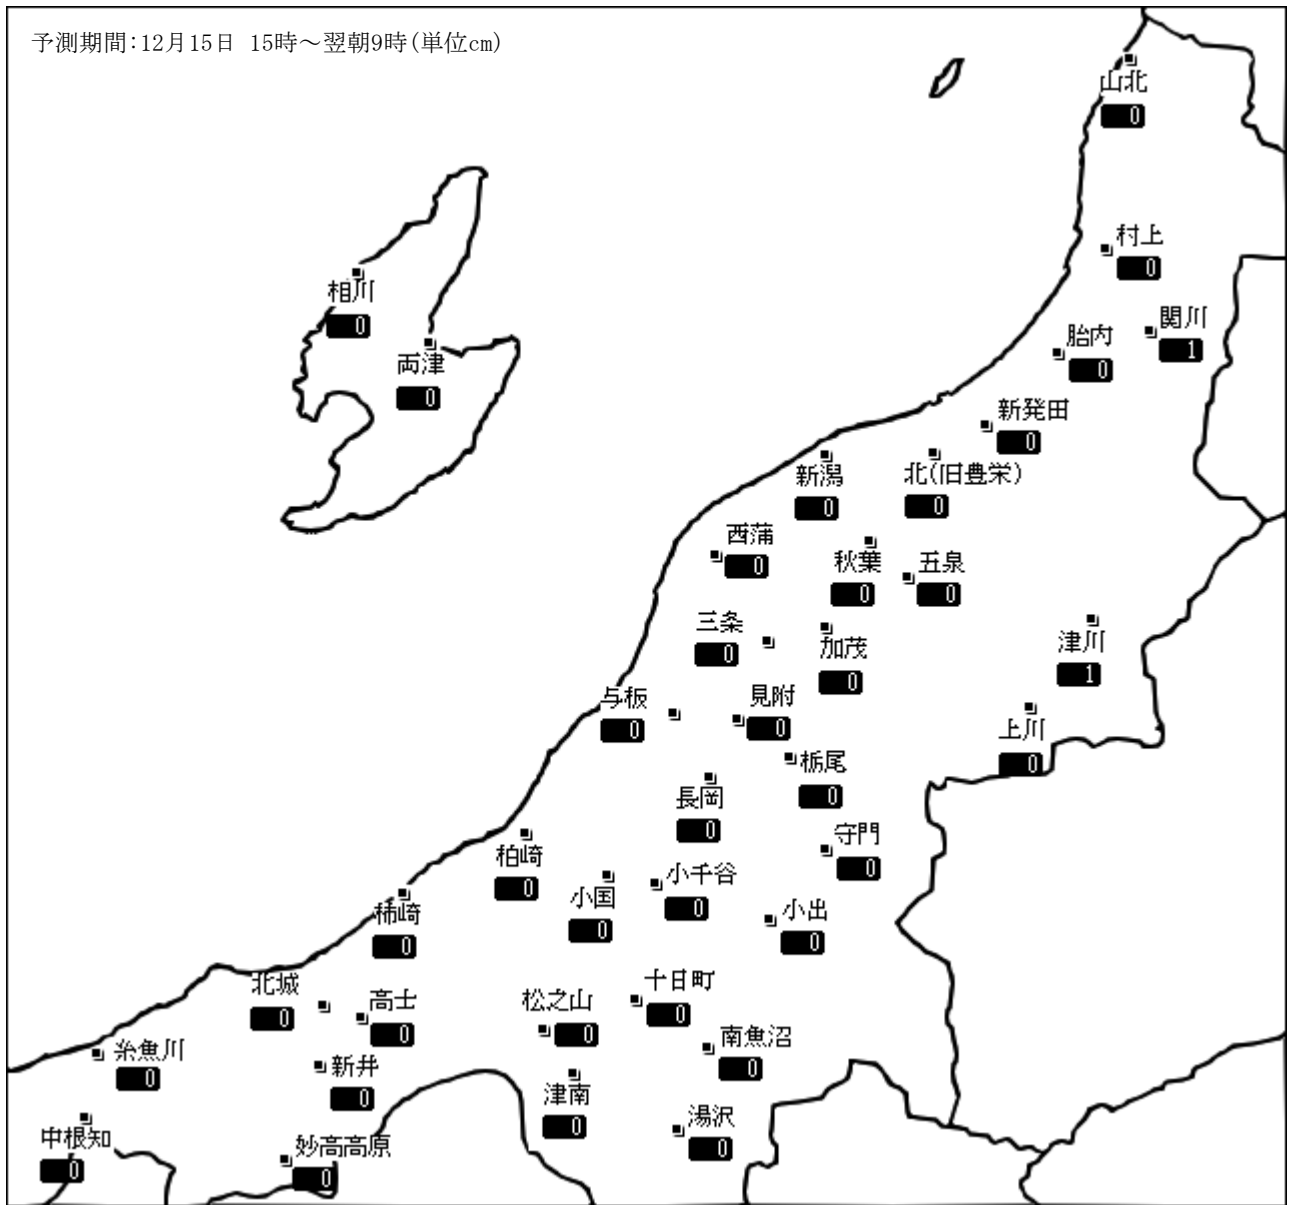 予測期間:12月15日 15時～翌朝9時(単位cm)
山北
0
村上
0
相川
0
両津
0
関川
1
胎内
0
新発田
0
新潟
0
北(旧豊栄)
0
西蒲
0
秋葉
0
五泉
0
三条
0
加茂
0
津川
1
与板
0
見附
0
上川
0
栃尾
0
長岡
0
守門
0
柏崎
0
小国
0
小千谷
0
小出
0
柿崎
0
北城
0
高士
0
松之山
0
十日町
0
南魚沼
0
糸魚川
0
新井
0
津南
0
湯沢
0
中根知
0
妙高高原
0